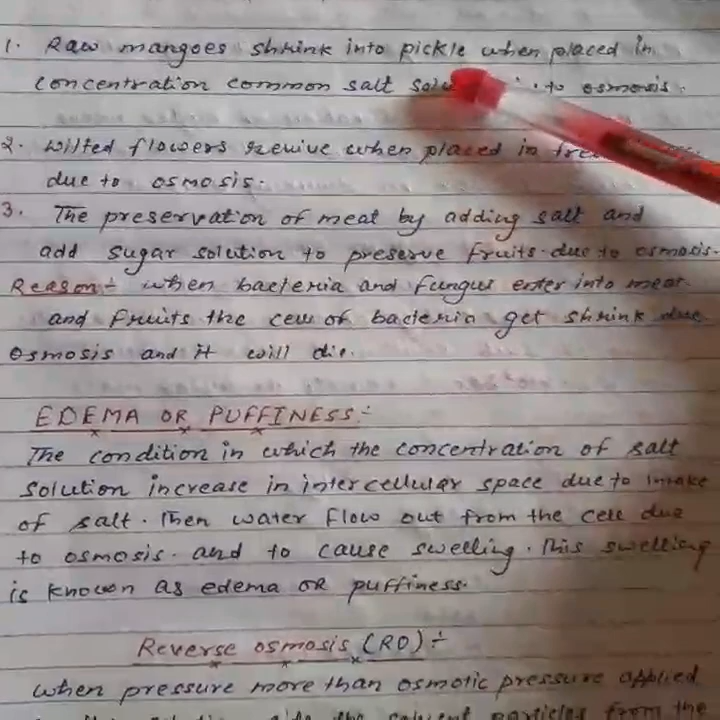 1. Raw mangoes shrink into pickle when placed in
concentration common salt to osmosis.
2. wilted flowers revive when placed in
due to osmosis.
3. The preservation of meat by adding salt and
add sugar solution to preserve fruits due to osmosis.
Reason:- when bacteria and fungus enter into meat
and fruits the cell of bacteria get shrink due
osmosis and it will die.
EDEMA OR PUFFINESS:-
The condition in which the concentration of salt
solution increase in intercellular space due to intake
of salt. Then water flow out from the cell due
to osmosis. and to cause swelling. This swelling
is known as edema OR puffiness.
Reverse osmosis (RO):-
when pressure more than osmotic pressure applied
the solvent particles from the